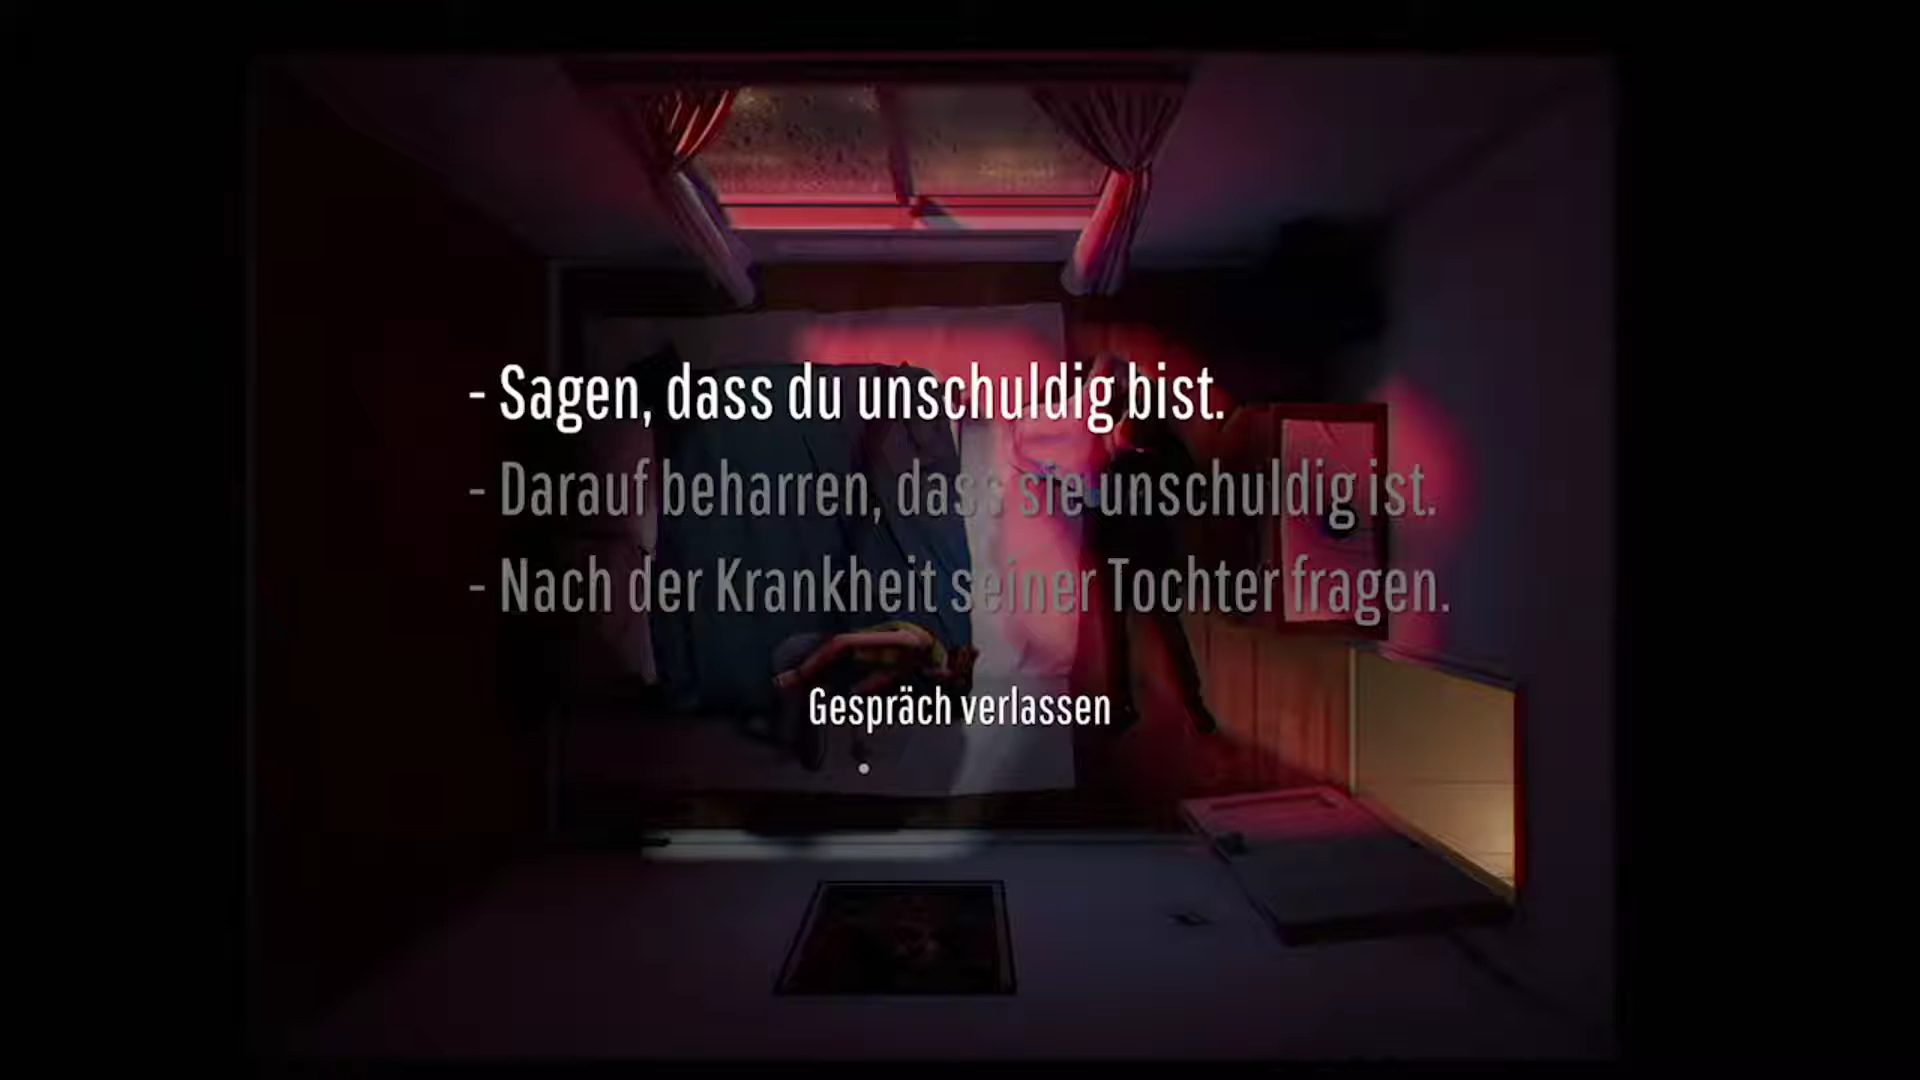 - Sagen, dass du unschuldig bist.
- Darauf beharren, dass sie unschuldig ist.
- Nach der Krankheit seiner Tochter fragen.
Gespräch verlassen